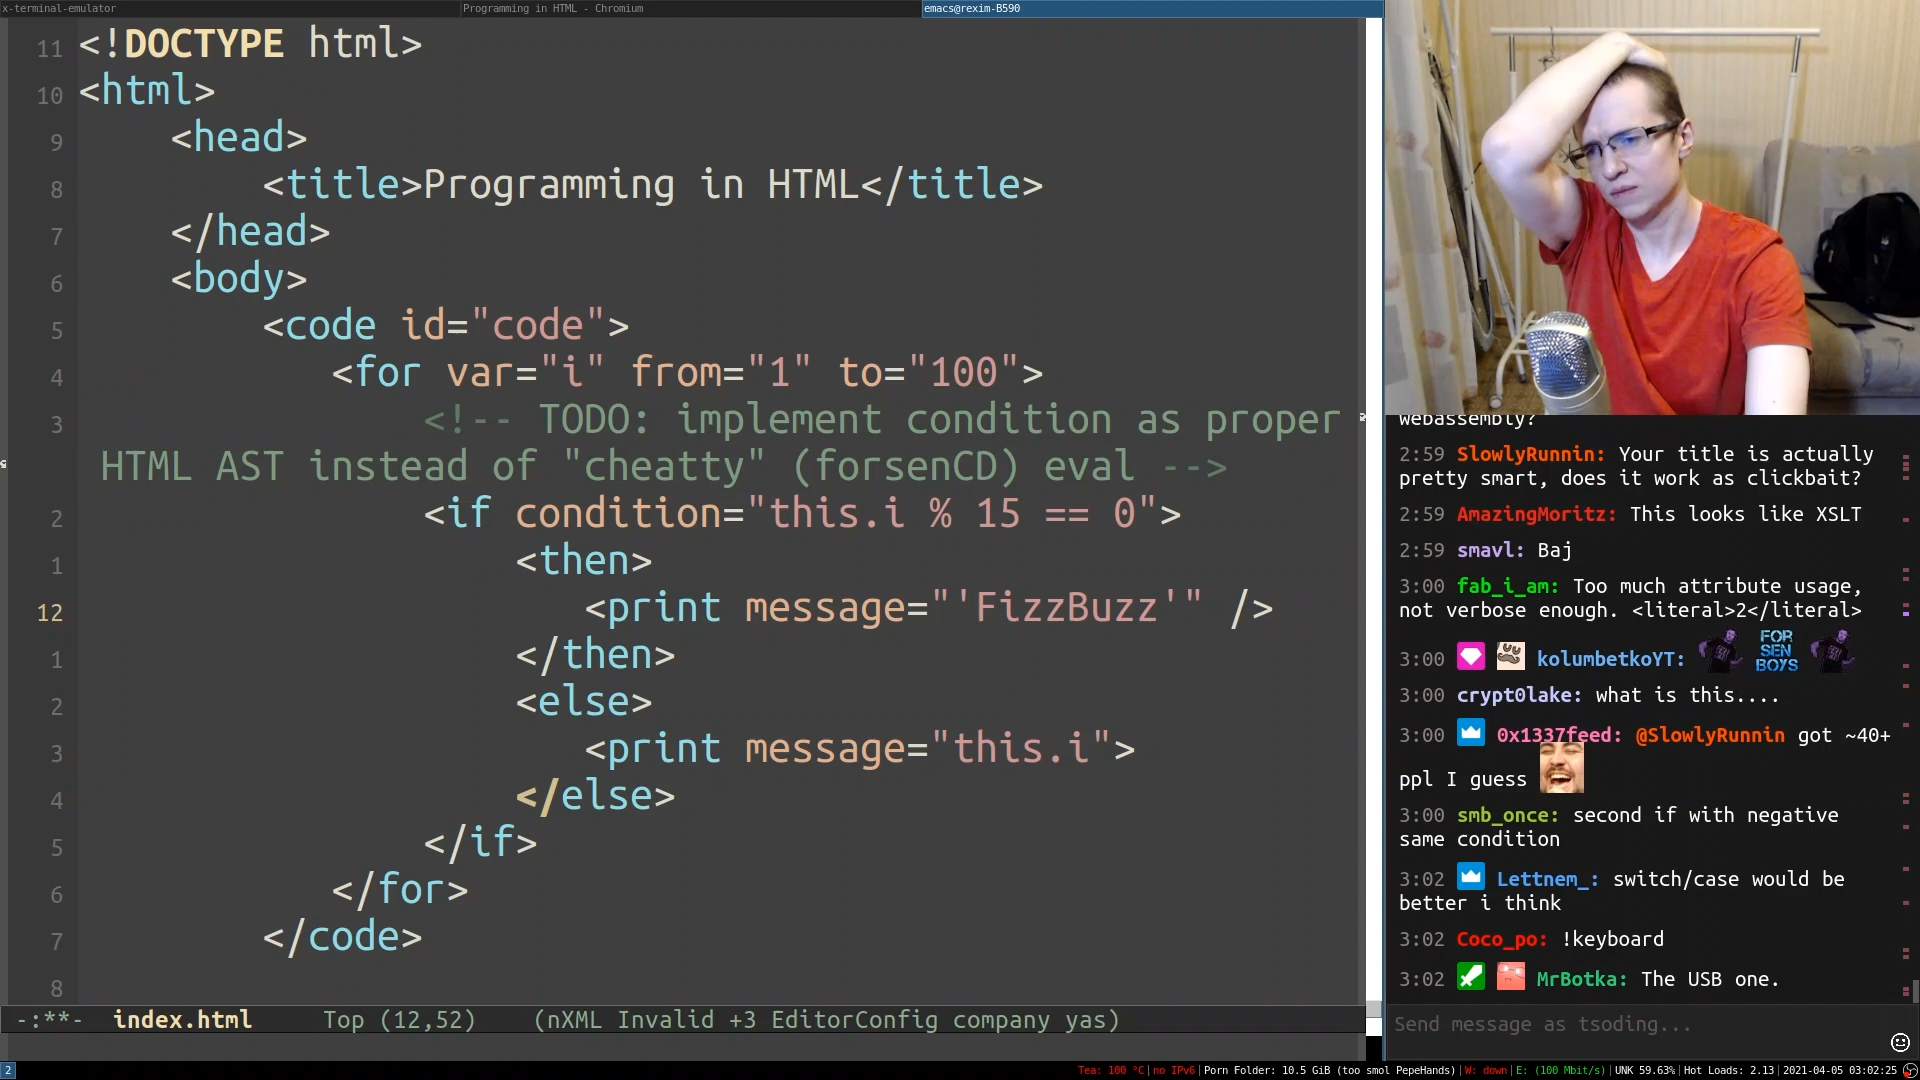 x-terminal-emulator
Programming in HTML - Chromium
emacs@rexim-B590
11 <!DOCTYPE html>
10 <html>
9 <head>
8 <title>Programming in HTML</title>
7 </head>
6 <body>
5 <code id="code">
4 <for var="i" from="1" to="100">
3 <!-- TODO: implement condition as proper
HTML AST instead of "cheatty" (forsenCD) eval -->
2 <if condition="this.i % 15 == 0">
1 <then>
12 <print message="'FizzBuzz'" />
1 </then>
2 <else>
3 <print message="this.i">
4 </else>
5 </if>
6 </for>
7 </code>
8
-:**- index.html Top (12,52) (nXML Invalid +3 EditorConfig company yas)
webassembly?
2:59 SlowlyRunnin: Your title is actually
pretty smart, does it work as clickbait?
2:59 AmazingMoritz: This looks like XSLT
2:59 smavl: Baj
3:00 fab_i_am: Too much attribute usage,
not verbose enough. <literal>2</literal>
3:00 kolumbetkoYT: FOR SEN BOYS
3:00 crypt0lake: what is this....
3:00 0x1337feed: @SlowlyRunnin got ~40+
ppl I guess
3:00 smb_once: second if with negative
same condition
3:02 Lettnem_: switch/case would be
better i think
3:02 Coco_po: !keyboard
3:02 MrBotka: The USB one.
Send message as tsoding...
2
Tea: 100 °C|no IPv6|Porn Folder: 10.5 GiB (too smol PepeHands)|W: down|E: (100 Mbit/s)|UNK 59.63%|Hot Loads: 2.13|2021-04-05 03:02:25